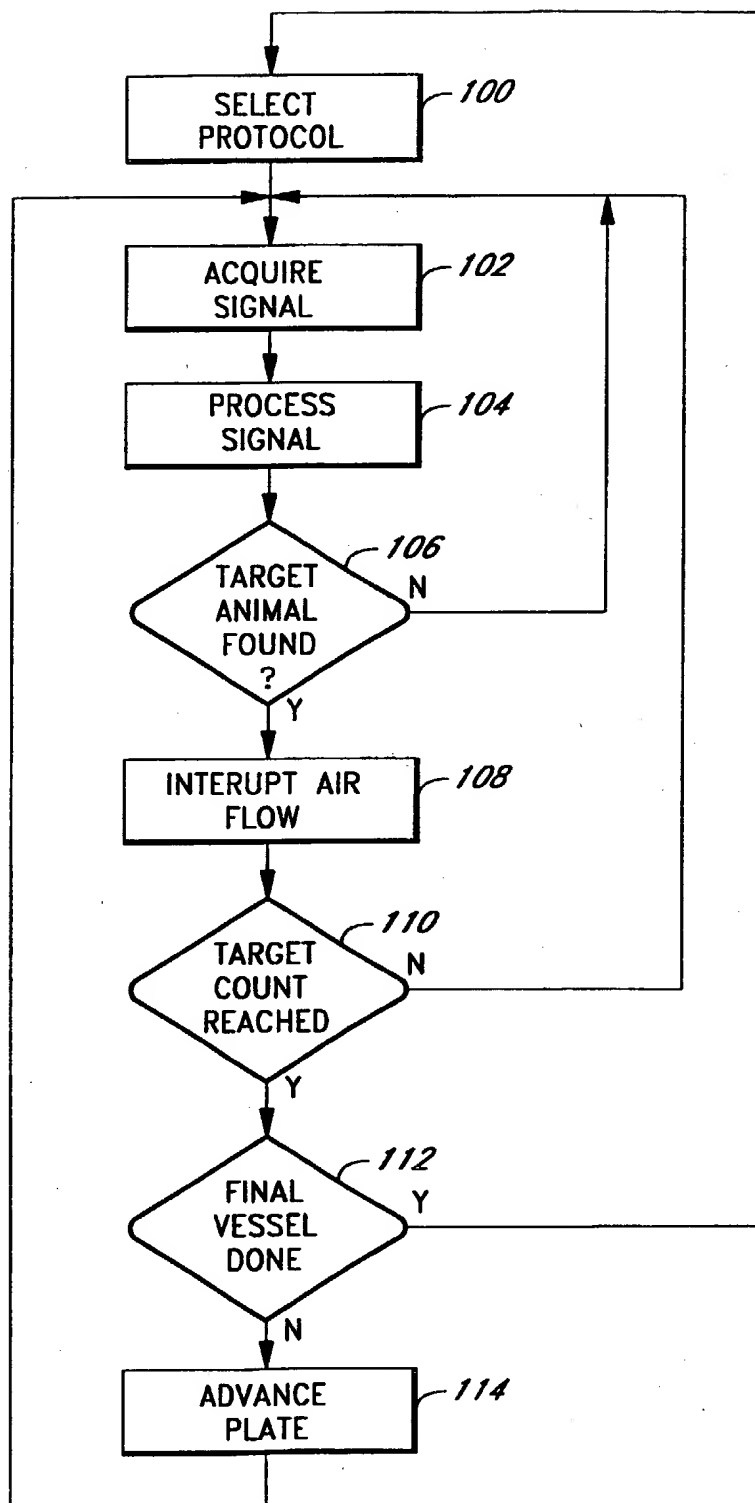 SELECT
PROTOCOL
100
ACQUIRE
SIGNAL
102
PROCESS
SIGNAL
104
106
TARGET
ANIMAL
FOUND
?
N
Y
INTERUPT AIR
FLOW
108
110
TARGET
COUNT
REACHED
N
Y
112
FINAL
VESSEL
DONE
Y
N
ADVANCE
PLATE
114